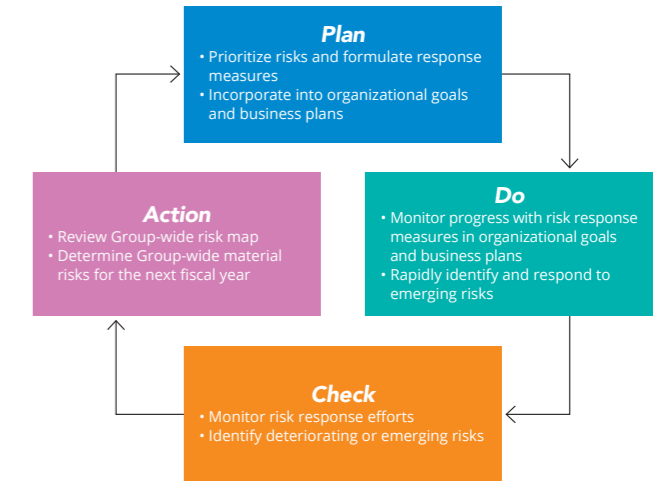 Plan
• Prioritize risks and formulate response
measures
• Incorporate into organizational goals
and business plans
Do
• Monitor progress with risk response
measures in organizational goals
and business plans
• Rapidly identify and respond to
emerging risks
Check
• Monitor risk response efforts
• Identify deteriorating or emerging risks
Action
• Review Group-wide risk map
• Determine Group-wide material
risks for the next fiscal year